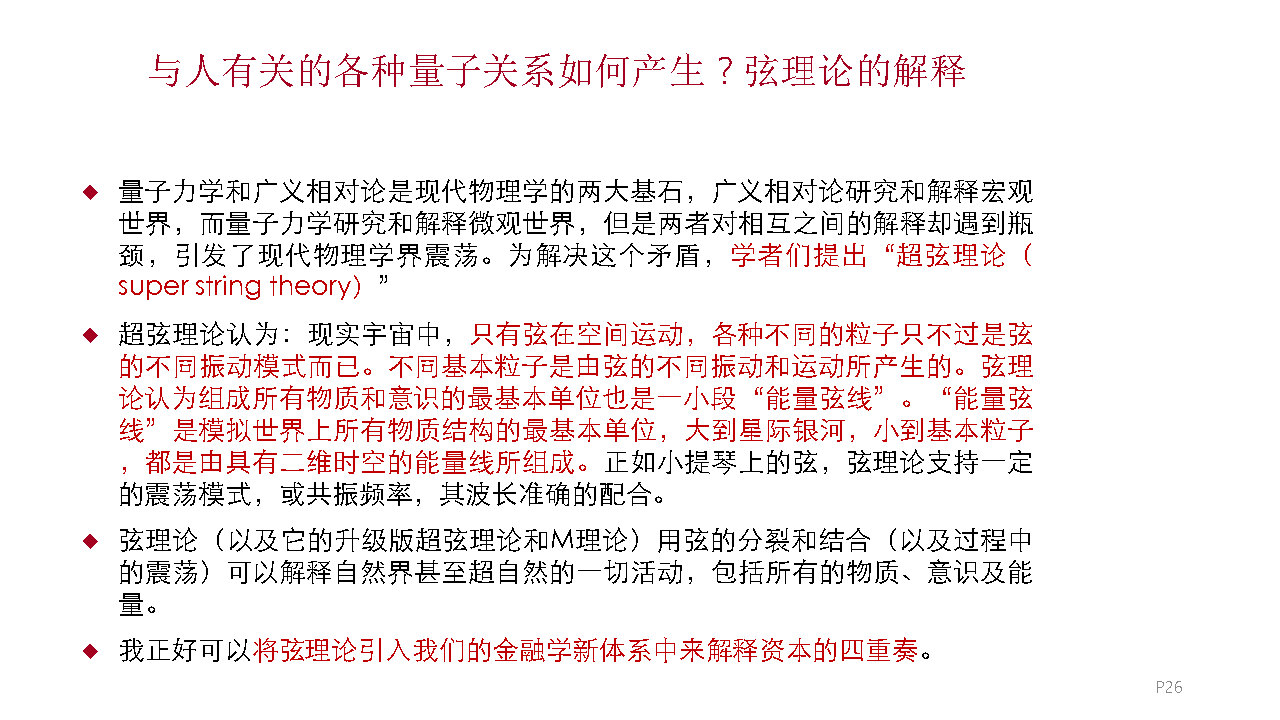 与人有关的各种量子关系如何产生？弦理论的解释
◆ 量子力学和广义相对论是现代物理学的两大基石，广义相对论研究和解释宏观
世界，而量子力学研究和解释微观世界，但是两者对相互之间的解释却遇到瓶
颈，引发了现代物理学界震荡。为解决这个矛盾，学者们提出“超弦理论（
super string theory）”
◆ 超弦理论认为：现实宇宙中，只有弦在空间运动，各种不同的粒子只不过是弦
的不同振动模式而已。不同基本粒子是由弦的不同振动和运动所产生的。弦理
论认为组成所有物质和意识的最基本单位也是一小段“能量弦线”。“能量弦
线”是模拟世界上所有物质结构的最基本单位，大到星际银河，小到基本粒子
，都是由具有二维时空的能量线所组成。正如小提琴上的弦，弦理论支持一定
的震荡模式，或共振频率，其波长准确的配合。
◆ 弦理论（以及它的升级版超弦理论和M理论）用弦的分裂和结合（以及过程中
的震荡）可以解释自然界甚至超自然的一切活动，包括所有的物质、意识及能
量。
◆ 我正好可以将弦理论引入我们的金融学新体系中来解释资本的四重奏。
P26